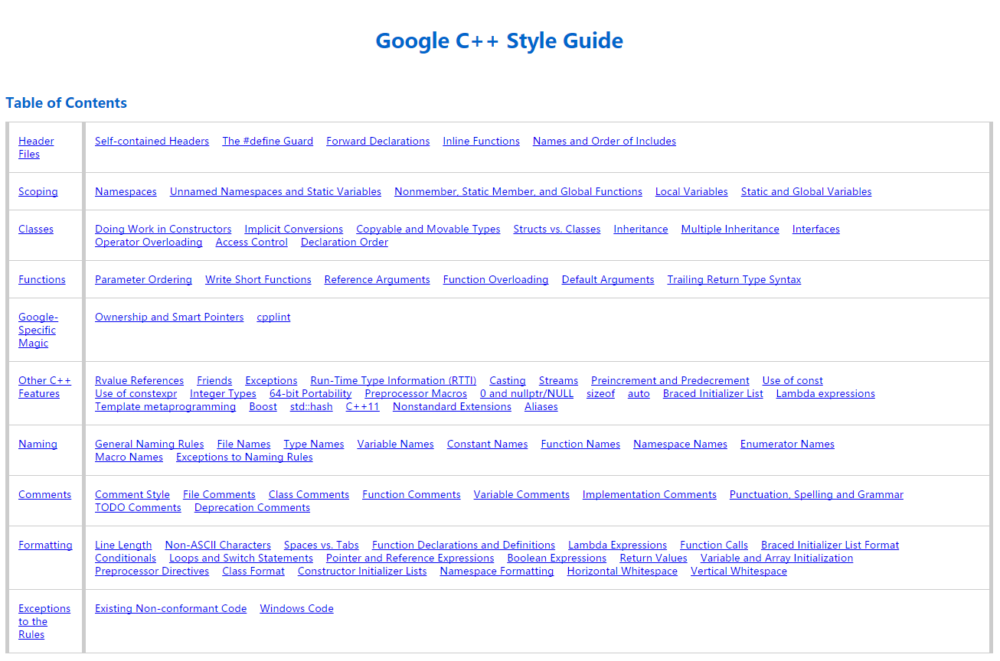 Google C++ Style Guide
Table of Contents
Header
Files
Self-contained Headers The #define Guard Forward Declarations Inline Functions Names and Order of Includes
Scoping
Namespaces Unnamed Namespaces and Static Variables Nonmember, Static Member, and Global Functions Local Variables Static and Global Variables
Classes
Doing Work in Constructors Implicit Conversions Copyable and Movable Types Structs vs. Classes Inheritance Multiple Inheritance Interfaces
Operator Overloading Access Control Declaration Order
Functions
Parameter Ordering Write Short Functions Reference Arguments Function Overloading Default Arguments Trailing Return Type Syntax
Google-
Specific
Magic
Ownership and Smart Pointers cpplint
Other C++
Features
Rvalue References Friends Exceptions Run-Time Type Information (RTTI) Casting Streams Preincrement and Predecrement Use of const
Use of constexpr Integer Types 64-bit Portability Preprocessor Macros 0 and nullptr/NULL sizeof auto Braced Initializer List Lambda expressions
Template metaprogramming Boost std::hash C++11 Nonstandard Extensions Aliases
Naming
General Naming Rules File Names Type Names Variable Names Constant Names Function Names Namespace Names Enumerator Names
Macro Names Exceptions to Naming Rules
Comments
Comment Style File Comments Class Comments Function Comments Variable Comments Implementation Comments Punctuation, Spelling and Grammar
TODO Comments Deprecation Comments
Formatting
Line Length Non-ASCII Characters Spaces vs. Tabs Function Declarations and Definitions Lambda Expressions Function Calls Braced Initializer List Format
Conditionals Loops and Switch Statements Pointer and Reference Expressions Boolean Expressions Return Values Variable and Array Initialization
Preprocessor Directives Class Format Constructor Initializer Lists Namespace Formatting Horizontal Whitespace Vertical Whitespace
Exceptions
to the
Rules
Existing Non-conformant Code Windows Code